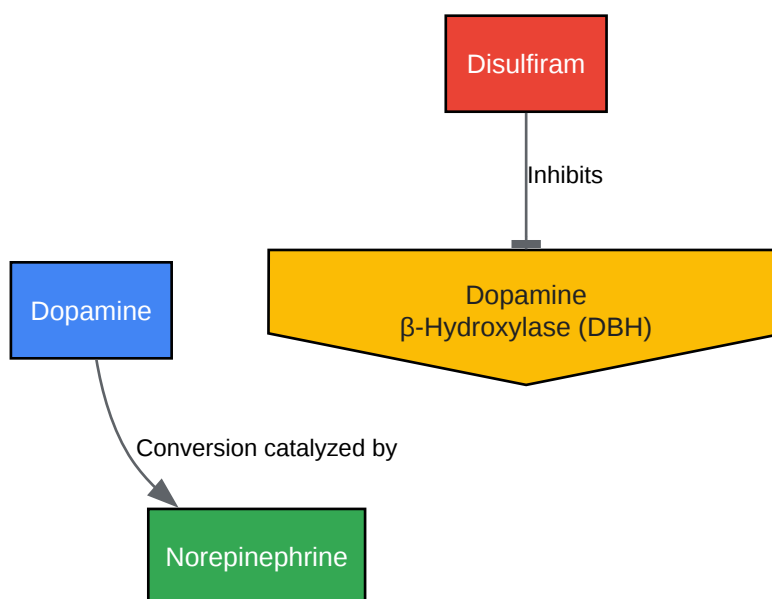 Disulfiram
Inhibits
Dopamine
Dopamine
β-Hydroxylase (DBH)
Conversion catalyzed by
Norepinephrine